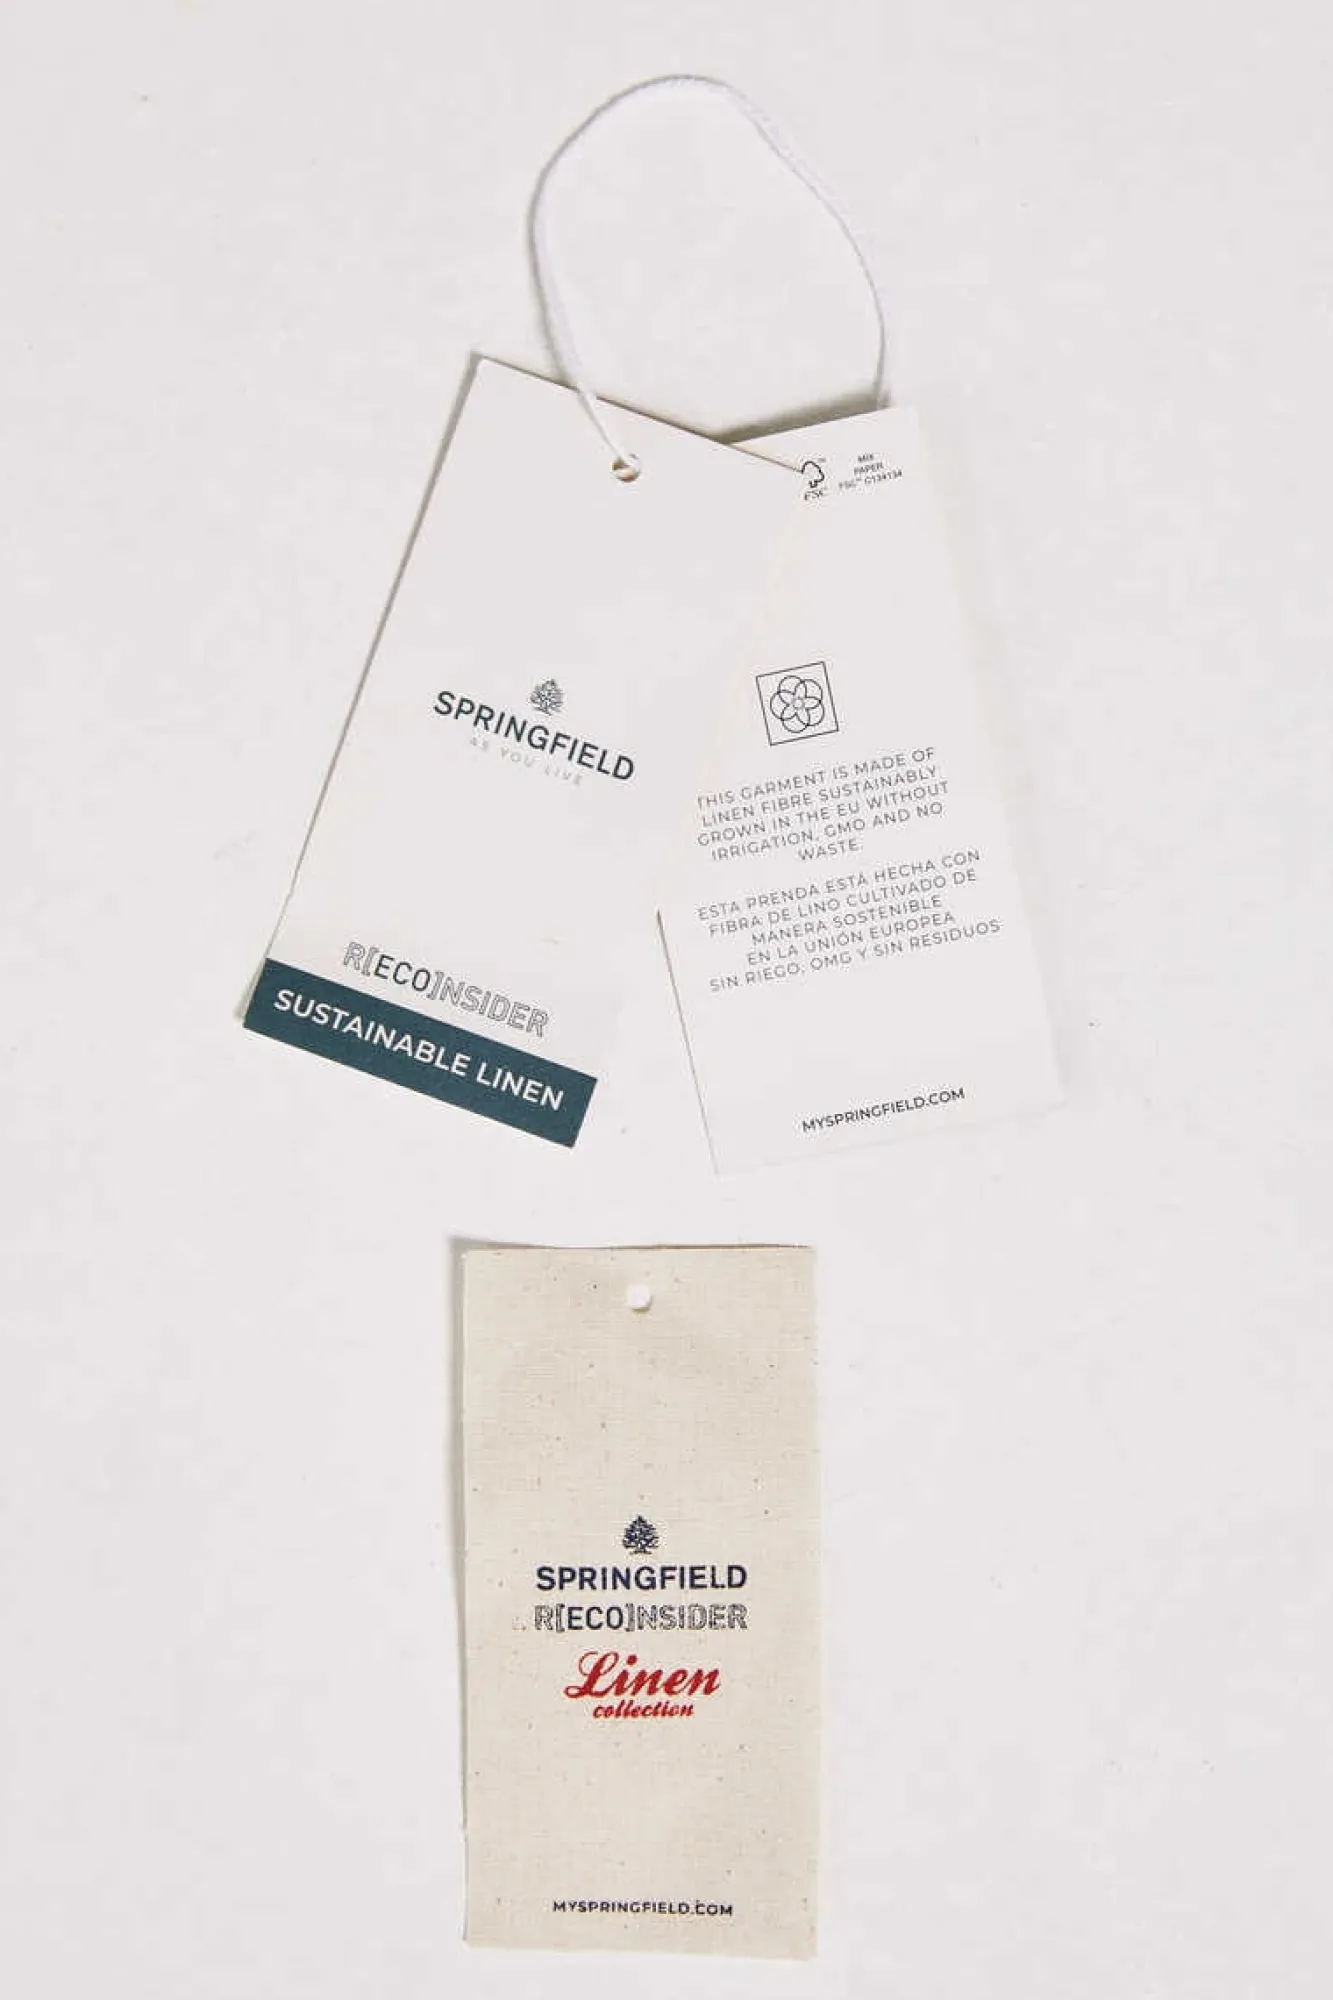 SPRINGFIELD
AS YOU LIVE
R[ECO]NSIDER
SUSTAINABLE LINEN
FSC™
MIX
PAPER
FSC™ C134134
THIS GARMENT IS MADE OF
LINEN FIBRE SUSTAINABLY
GROWN IN THE EU WITHOUT
IRRIGATION, GMO AND NO
WASTE.
ESTA PRENDA ESTÁ HECHA CON
FIBRA DE LINO CULTIVADO DE
MANERA SOSTENIBLE
EN LA UNIÓN EUROPEA
SIN RIEGO, OMG Y SIN RESIDUOS
MYSPRINGFIELD.COM
SPRINGFIELD
R[ECO]NSIDER
Linen
collection
MYSPRINGFIELD.COM